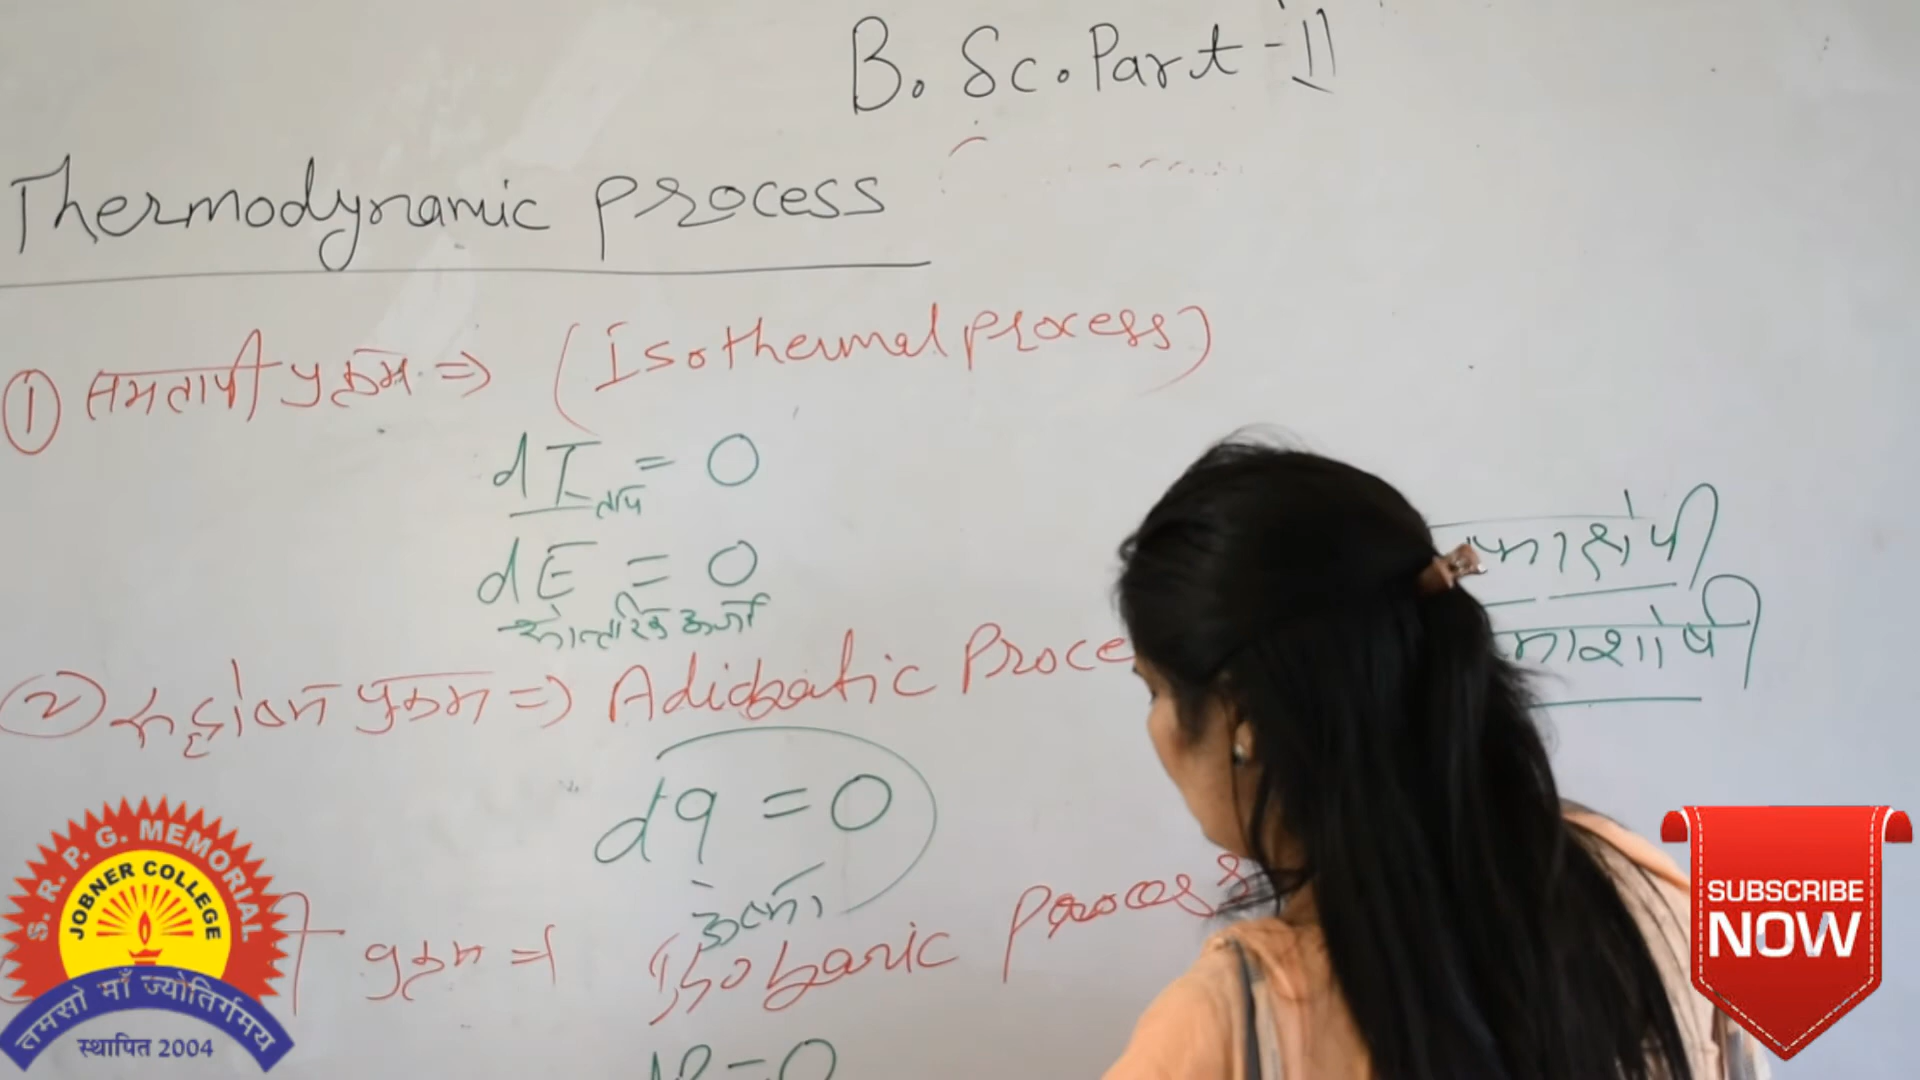 B. Sc. Part - II
Thermodynamic process
① समतापी प्रक्रम ⇒ (Isothermal process)
dT = 0
ताप
dE = 0
आन्तरिक ऊर्जा
② रूद्दोष्म प्रक्रम ⇒ Adiabatic Proce
dq = 0
ऊष्मा
प्रक्रम ⇒ Isobaric Process
dP = 0
S. R. P. G. MEMORIAL
JOBNER COLLEGE
तमसो माँ ज्योतिर्गमय
स्थापित 2004
SUBSCRIBE
NOW